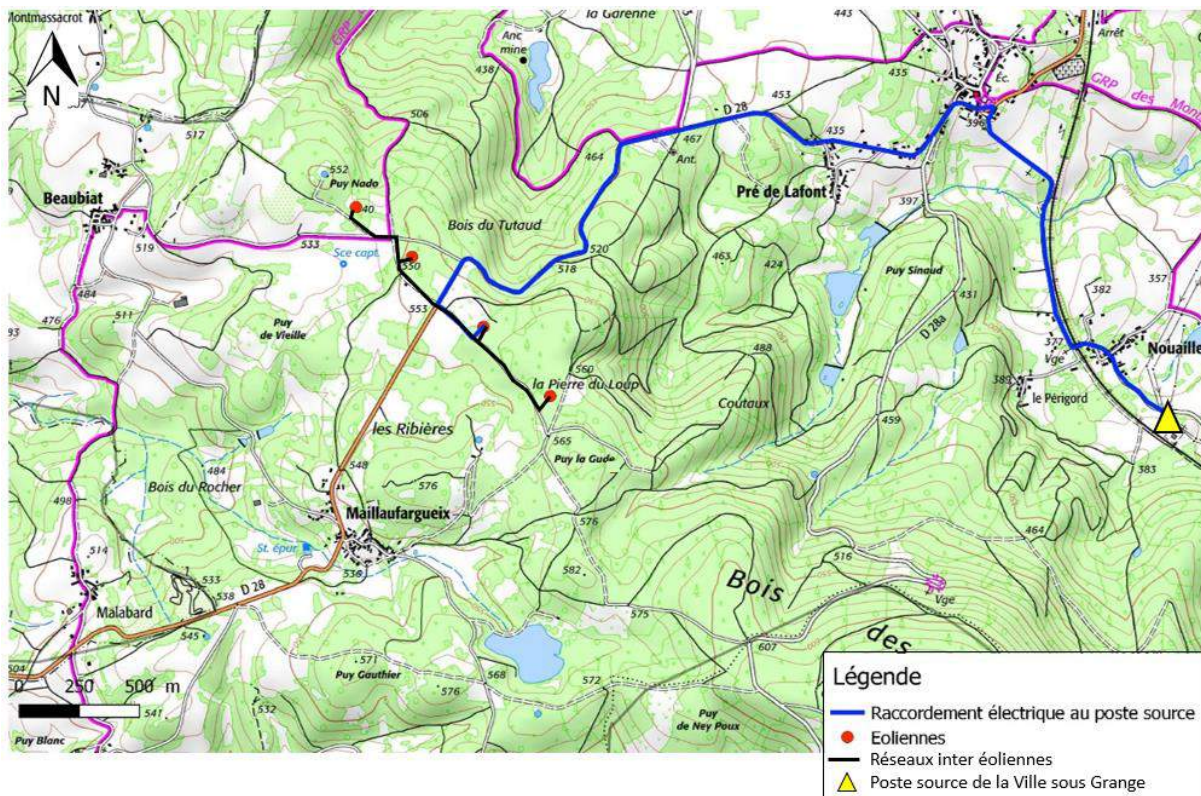 Montmassacrot
GRP
la Garenne
Anc
mine
438
443
435
Arrêt
Éc.
GRP des Mo
N
517
506
552
Puy Nado
Beaubiat
519
533
Sce capt.
550
Bois du Tutaud
464
467
Ant.
D 28
453
435
Pré de Lafont
396
397
520
518
463
424
Puy Sinaud
431
D 28a
357
382
377
Vge
Nouaille
389
le Périgord
383
484
476
511
Puy
de Vieille
553
560
la Pierre du Loup
565
Puy la Gude
488
Coutaux
459
464
les Ribières
548
576
Bois du Rocher
484
498
Maillaufargueix
St. épur
536
514
533
538
D 28
Malabard
545
504
576
582
575
516
Vge
Bois
des
607
0 250 500 m
541
532
571
Puy Gauthier
576
568
572
Puy
de Ney Poux
Puy Blanc
Légende
Raccordement électrique au poste source
Eoliennes
Réseaux inter éoliennes
Poste source de la Ville sous Grange